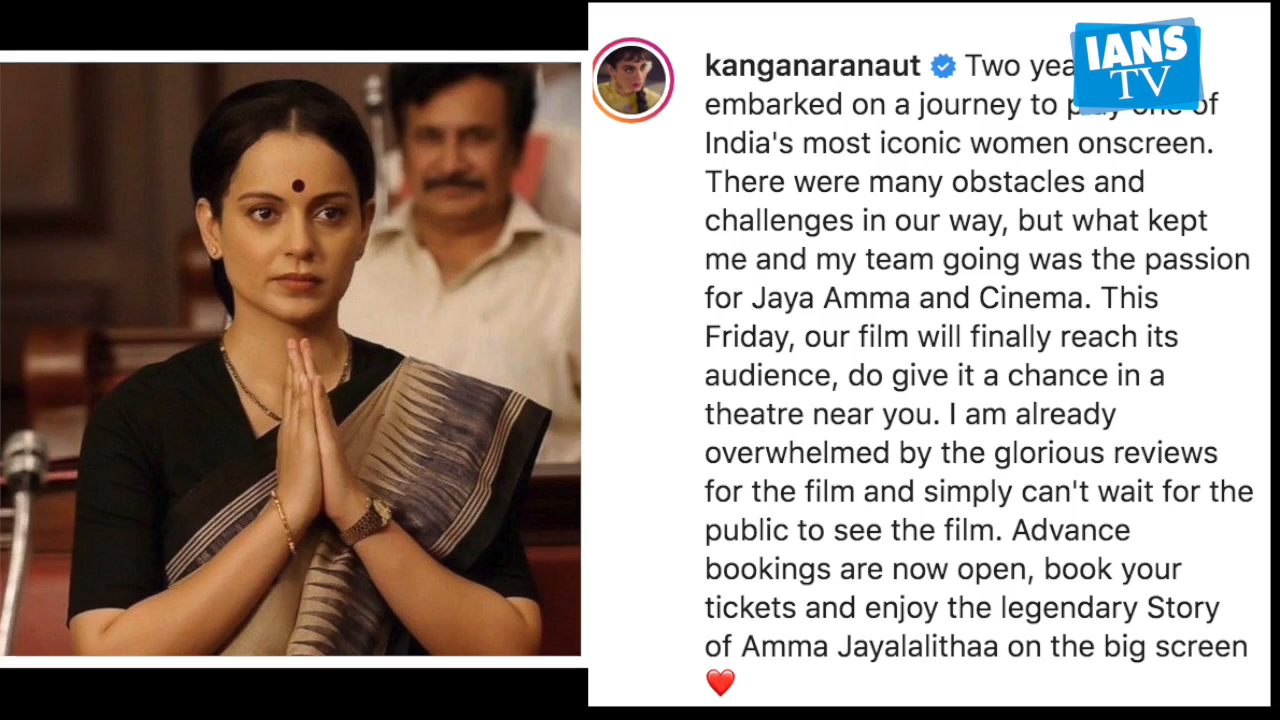 IANS
TV
kanganaranaut Two yea
embarked on a journey to of
India's most iconic women onscreen.
There were many obstacles and
challenges in our way, but what kept
me and my team going was the passion
for Jaya Amma and Cinema. This
Friday, our film will finally reach its
audience, do give it a chance in a
theatre near you. I am already
overwhelmed by the glorious reviews
for the film and simply can't wait for the
public to see the film. Advance
bookings are now open, book your
tickets and enjoy the legendary Story
of Amma Jayalalithaa on the big screen
❤️